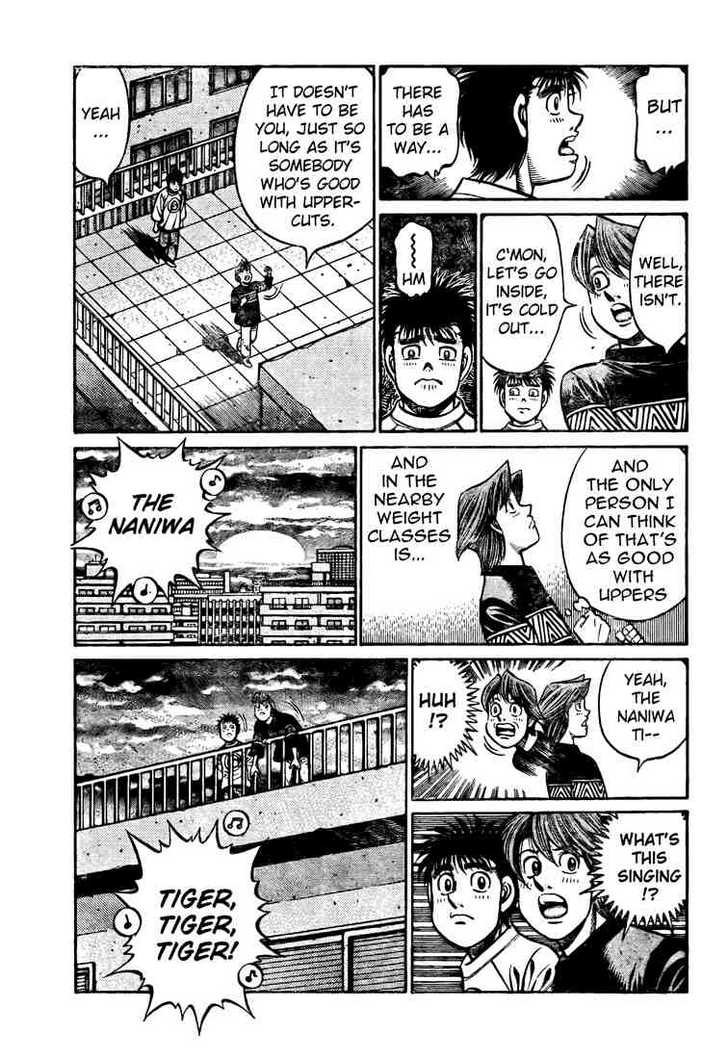 BUT
...
THERE
HAS
TO BE A
WAY...
WELL,
THERE
ISN'T.
C'MON,
LET'S GO
INSIDE,
IT'S COLD
OUT...
HM
IT DOESN'T
HAVE TO BE
YOU, JUST SO
LONG AS IT'S
SOMEBODY
WHO'S GOOD
WITH UPPER-
CUTS.
YEAH
...
AND
THE ONLY
PERSON I
CAN THINK
OF THAT'S
AS GOOD
WITH
UPPERS
AND
IN THE
NEARBY
WEIGHT
CLASSES
IS...
THE
NANIWA
YEAH,
THE
NANIWA
TI--
HUH
!?
WHAT'S
THIS
SINGING
!?
TIGER,
TIGER,
TIGER!